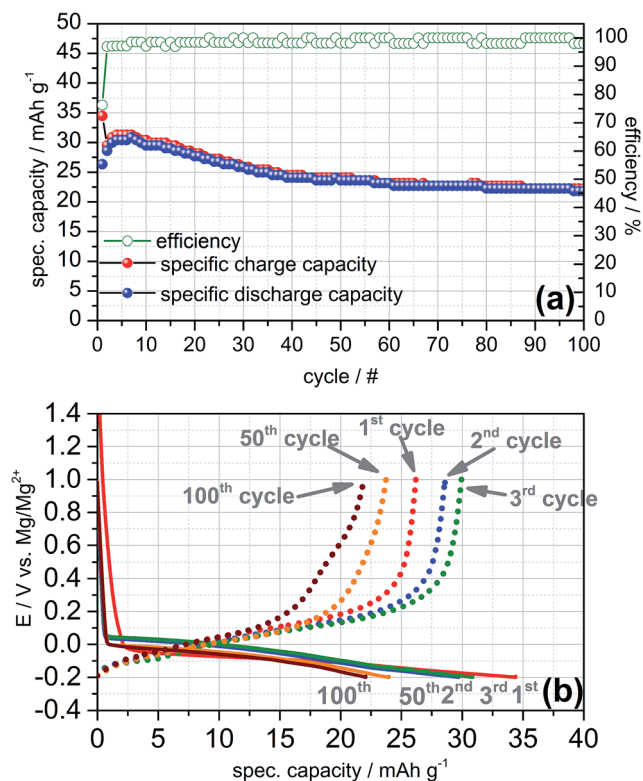 50
45
40
35
30
25
20
15
10
5
0
spec. capacity / mAh g⁻¹
100
90
80
70
60
50
40
30
20
10
0
efficiency / %
efficiency
specific charge capacity
specific discharge capacity
(a)
0 10 20 30 40 50 60 70 80 90 100
cycle / #
1.4
1.2
1.0
0.8
0.6
0.4
0.2
0.0
-0.2
-0.4
E / V vs. Mg/Mg²⁺
50th cycle
1st cycle
2nd cycle
100th cycle
3rd cycle
100th 50th 2nd 3rd 1st
(b)
0 5 10 15 20 25 30 35 40
spec. capacity / mAh g⁻¹